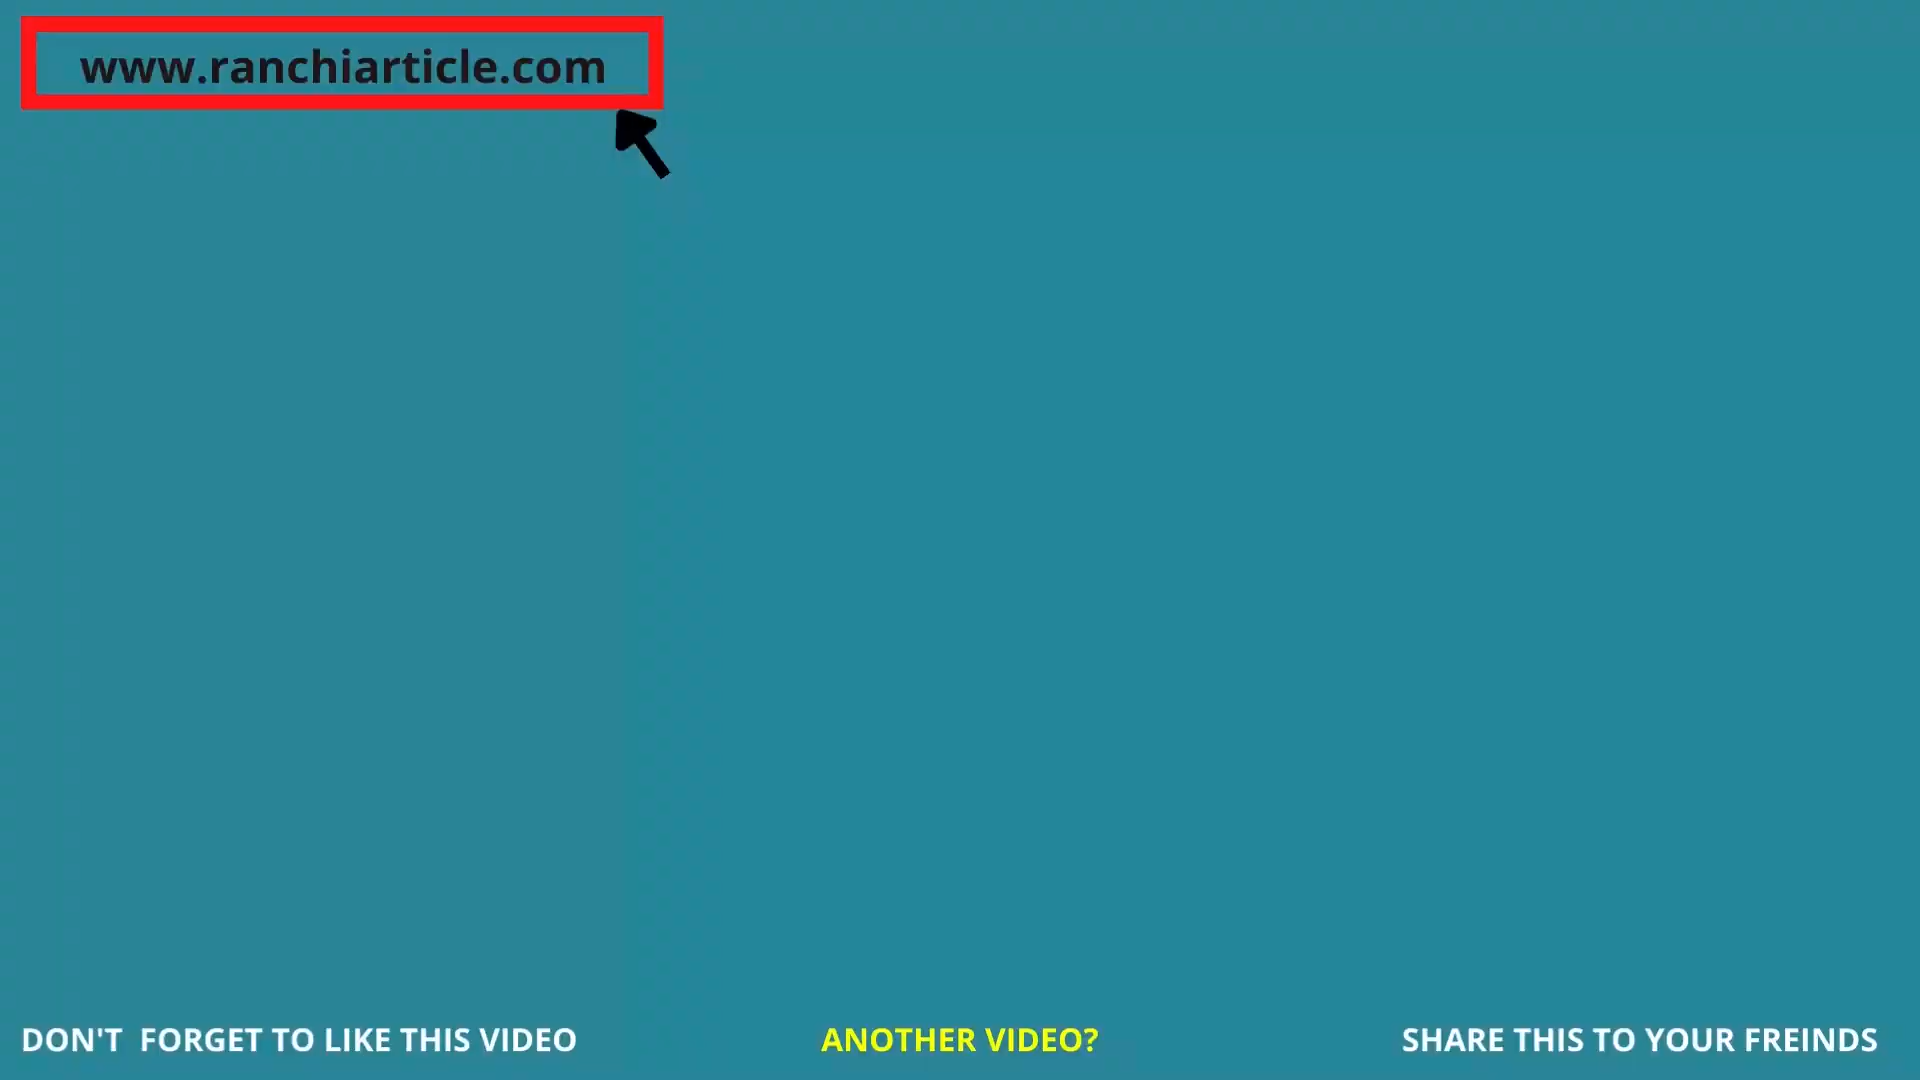 www.ranchiarticle.com
DON'T  FORGET TO LIKE THIS VIDEO
ANOTHER VIDEO?
SHARE THIS TO YOUR FREINDS